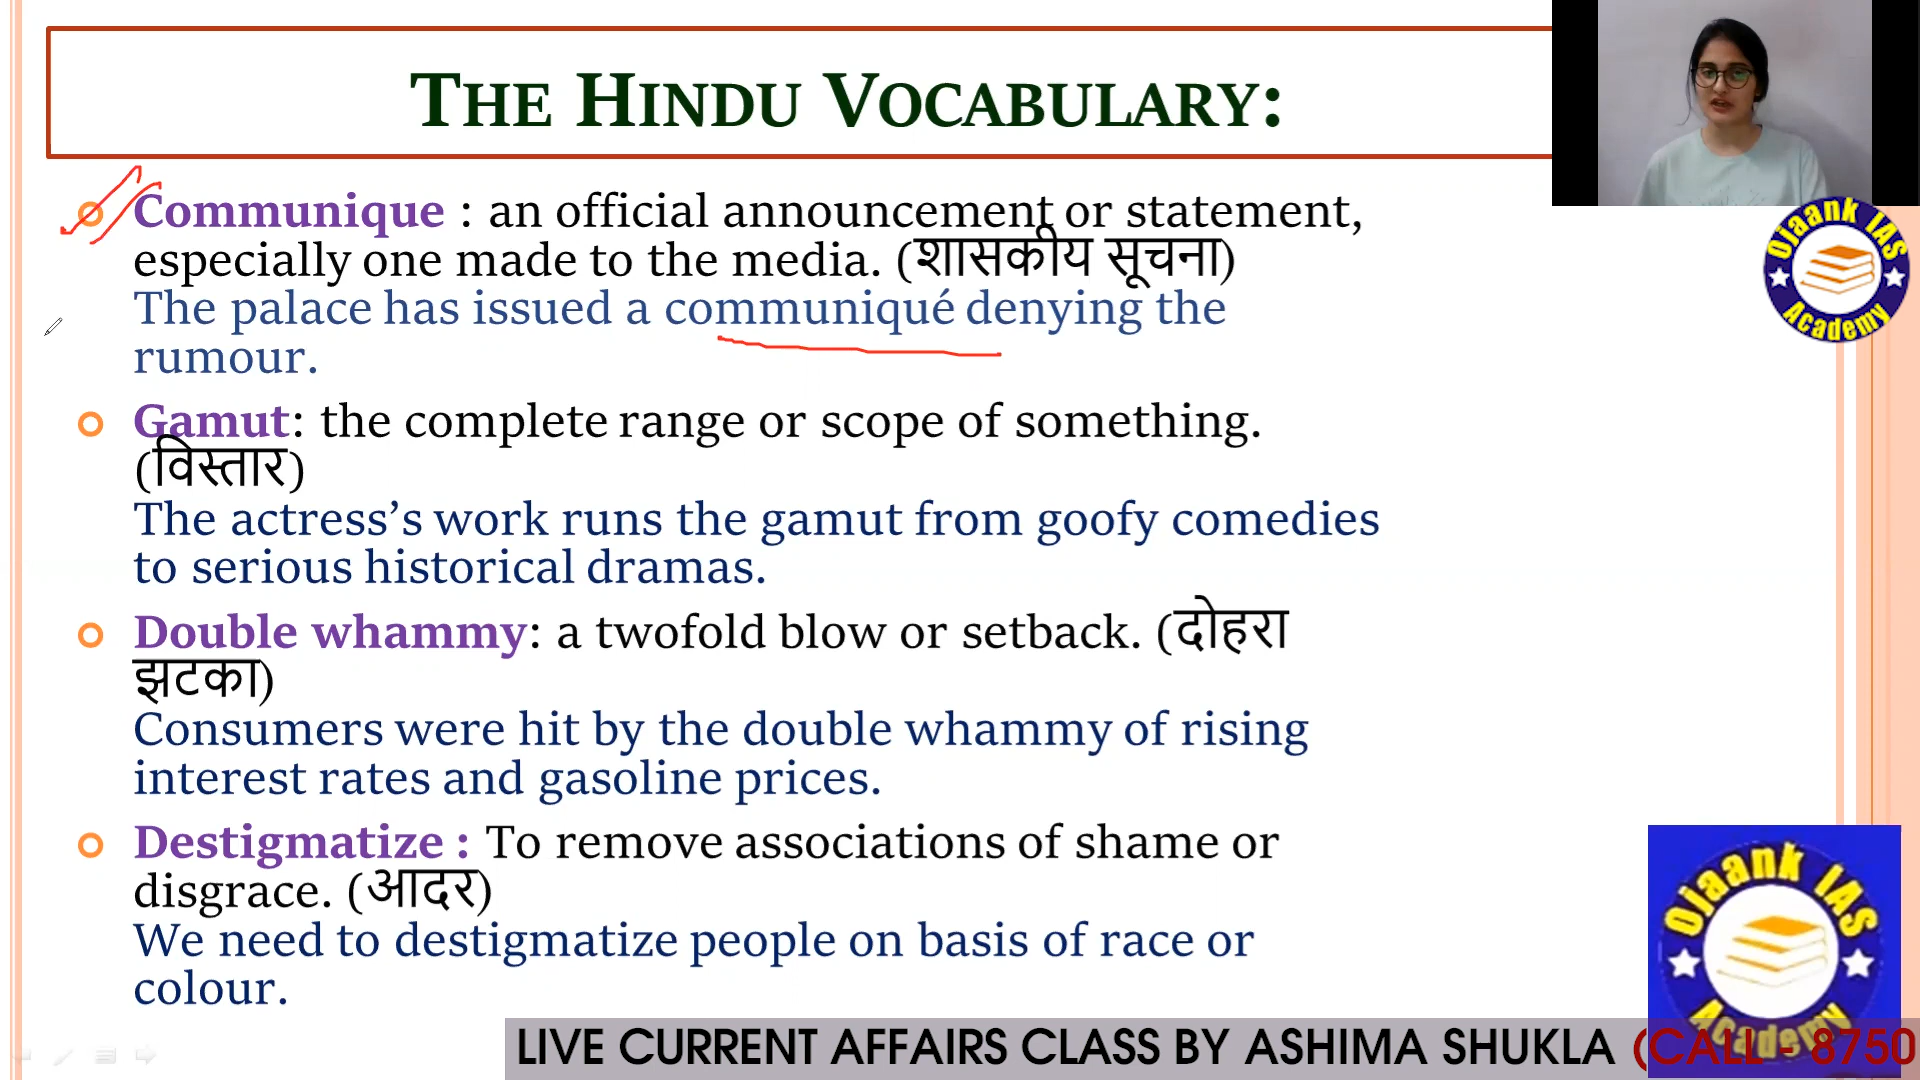 THE HINDU VOCABULARY:
Communique : an official announcement or statement,
especially one made to the media. (शासकीय सूचना)
The palace has issued a communiqué denying the
rumour.
Gamut: the complete range or scope of something.
(विस्तार)
The actress’s work runs the gamut from goofy comedies
to serious historical dramas.
Double whammy: a twofold blow or setback. (दोहरा
झटका)
Consumers were hit by the double whammy of rising
interest rates and gasoline prices.
Destigmatize : To remove associations of shame or
disgrace. (आदर)
We need to destigmatize people on basis of race or
colour.
Ojaank IAS
Academy
Ojaank IAS
Academy
LIVE CURRENT AFFAIRS CLASS BY ASHIMA SHUKLA (CALL - 8750